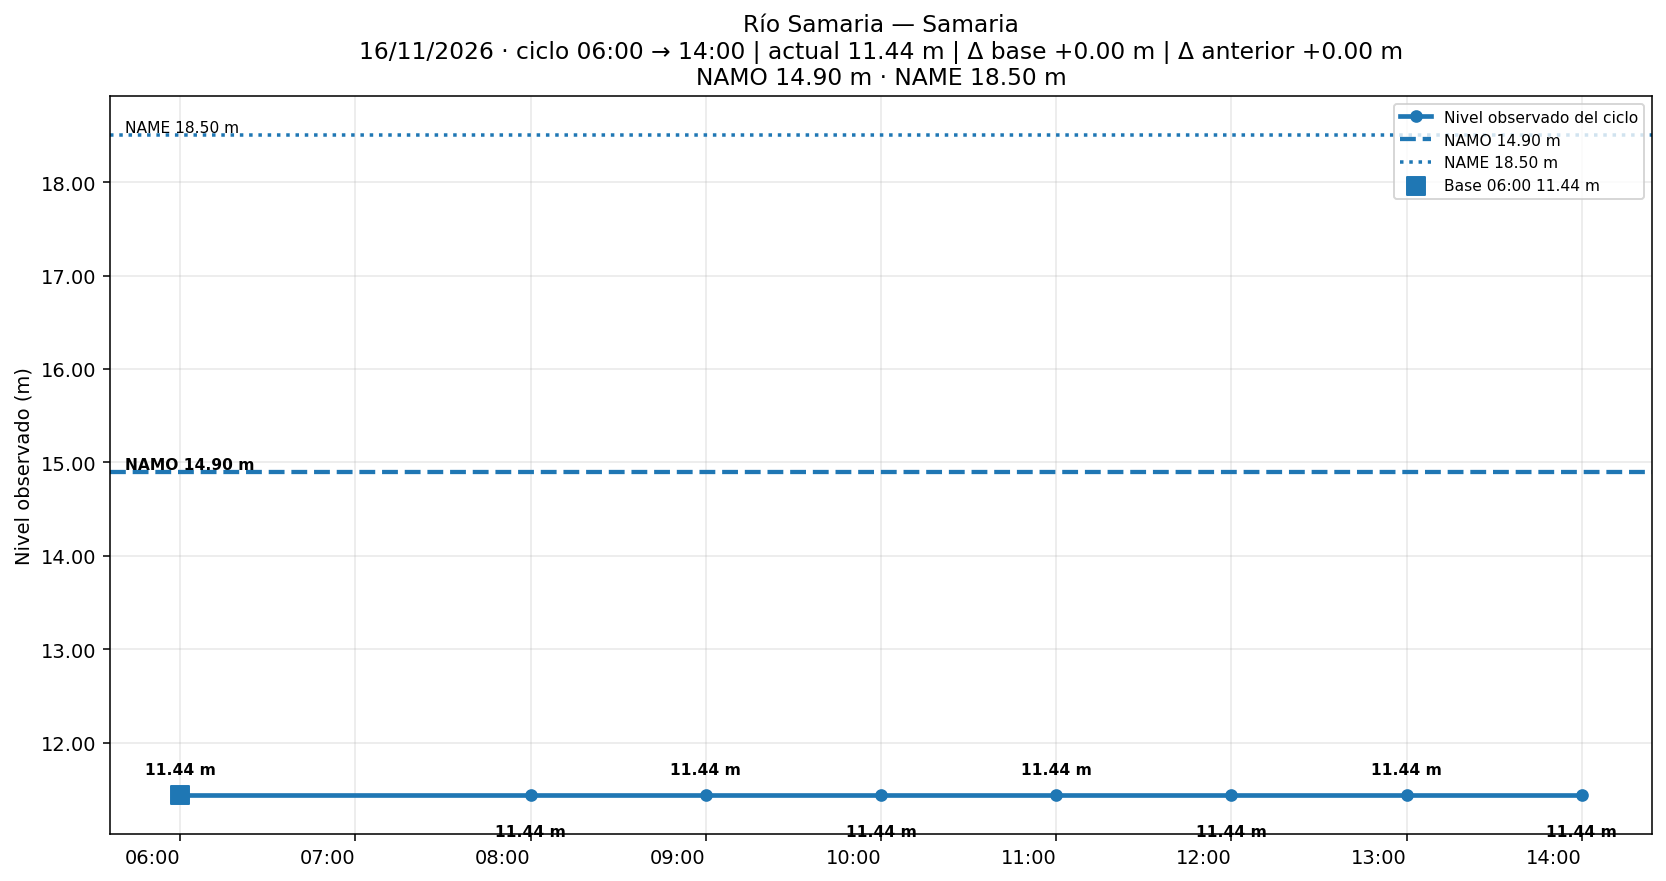 Río Samaria — Samaria
16/11/2026 · ciclo 06:00 → 14:00 | actual 11.44 m | Δ base +0.00 m | Δ anterior +0.00 m
NAMO 14.90 m · NAME 18.50 m
NAME 18.50 m
Nivel observado del ciclo
NAMO 14.90 m
NAME 18.50 m
Base 06:00 11.44 m
18.00
17.00
16.00
15.00
NAMO 14.90 m
14.00
13.00
12.00
Nivel observado (m)
11.44 m 11.44 m 11.44 m 11.44 m
11.44 m 11.44 m 11.44 m 11.44 m
06:00 07:00 08:00 09:00 10:00 11:00 12:00 13:00 14:00